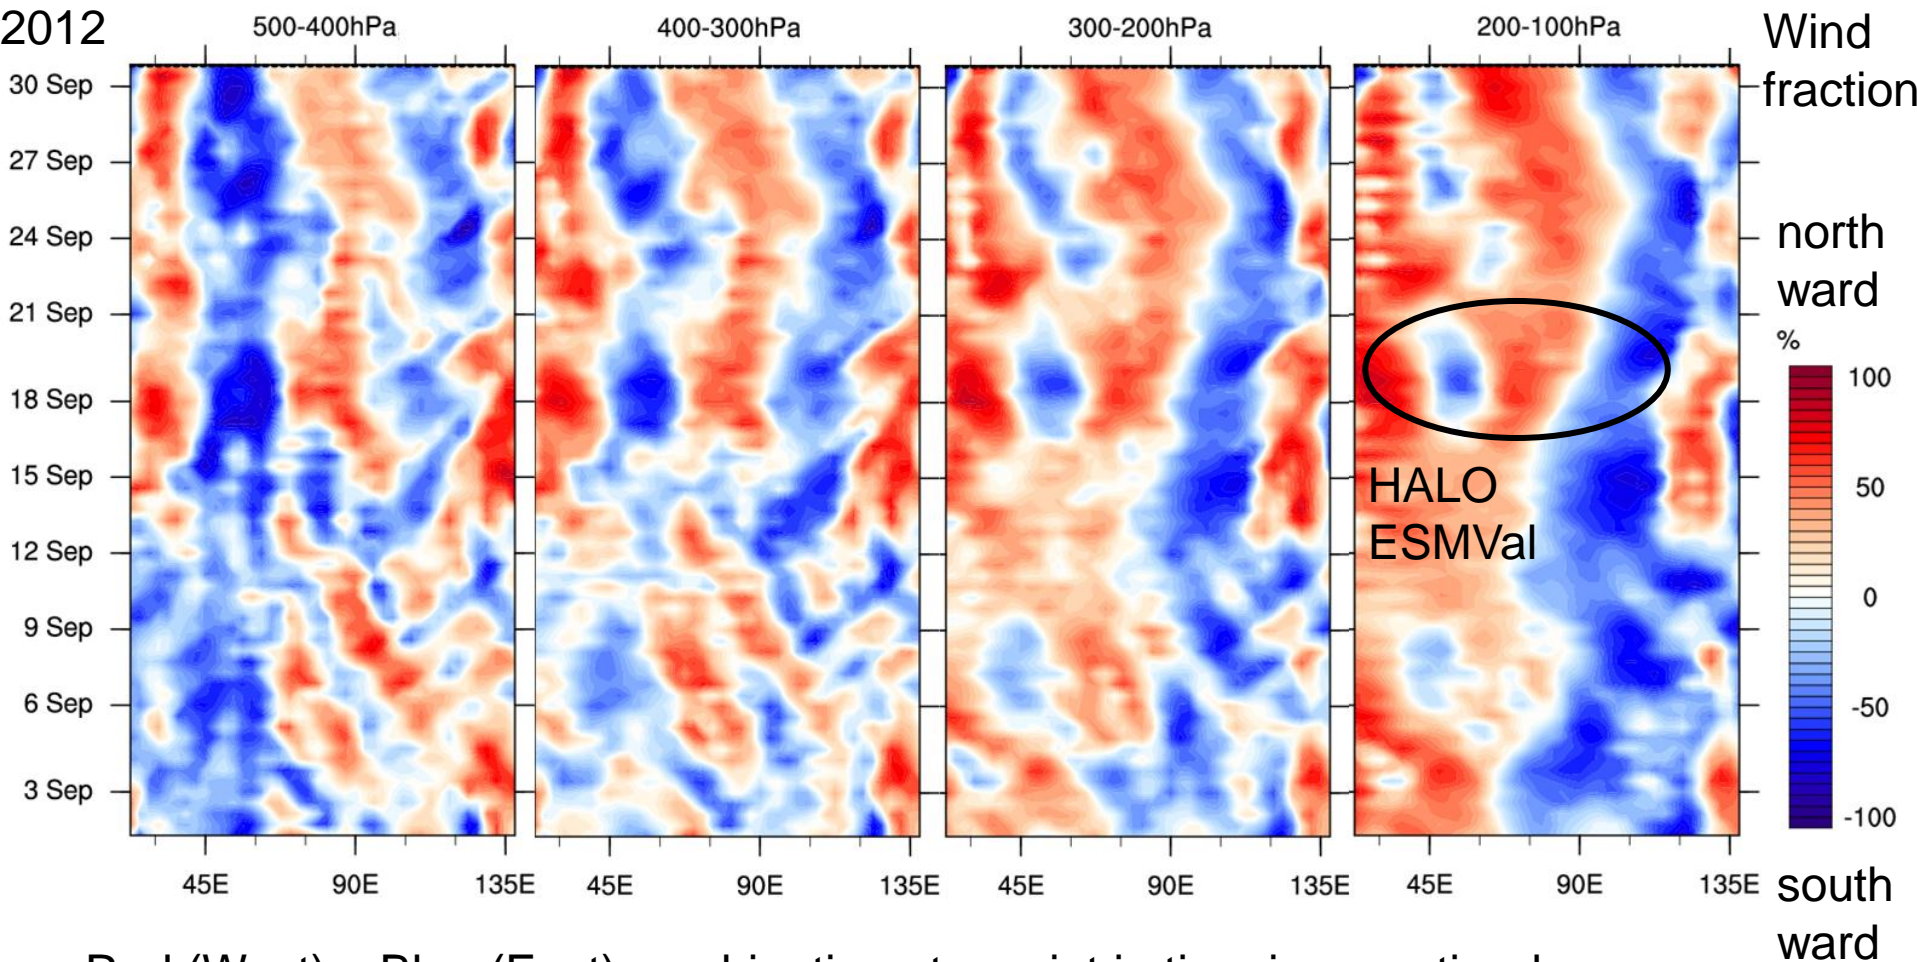 2012
500-400hPa
400-300hPa
300-200hPa
200-100hPa
Wind
fraction
30 Sep
27 Sep
24 Sep
21 Sep
18 Sep
15 Sep
12 Sep
9 Sep
6 Sep
3 Sep
HALO
ESMVal
north
ward
%
100
50
0
-50
-100
south
ward
45E
90E
135E
45E
90E
135E
45E
90E
135E
45E
90E
135E